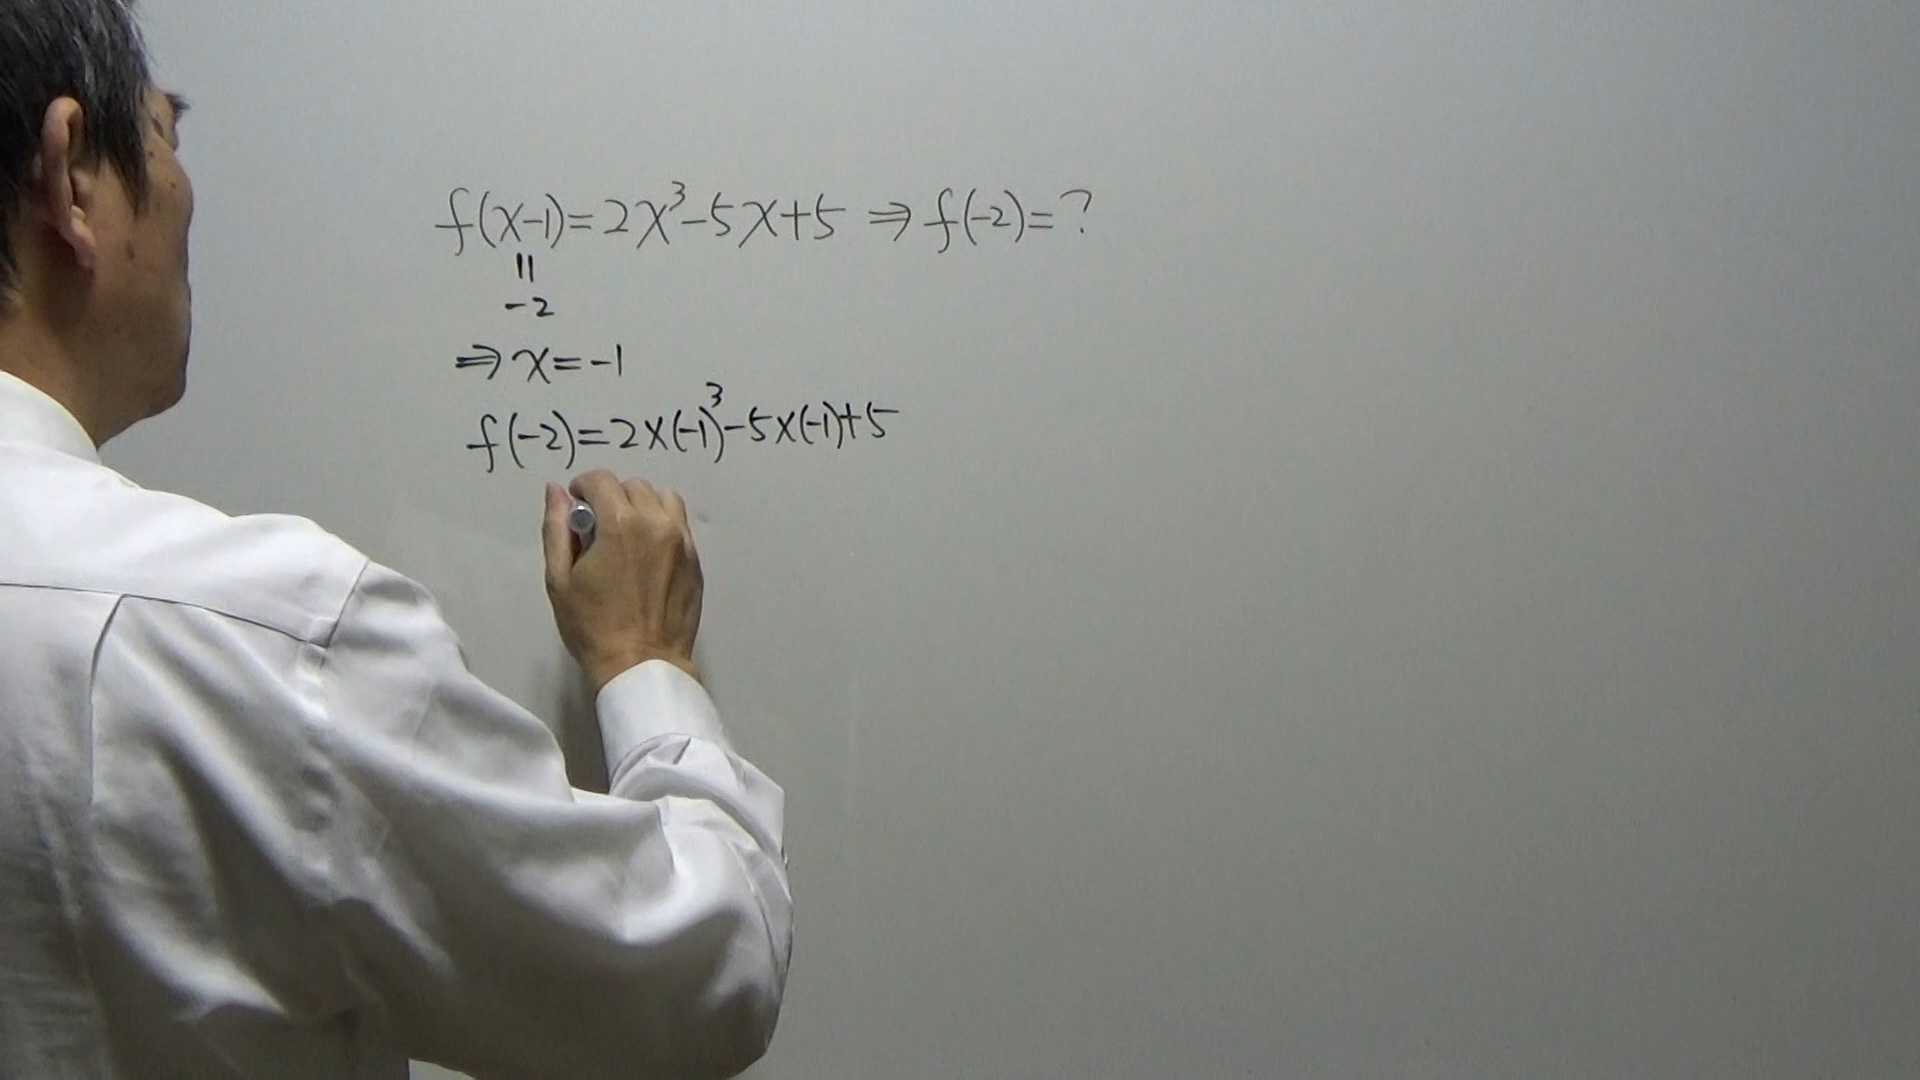 f(x-1)=2x³-5x+5 ⇒ f(-2)=?
||
-2
⇒ x=-1
f(-2)=2×(-1)³-5×(-1)+5